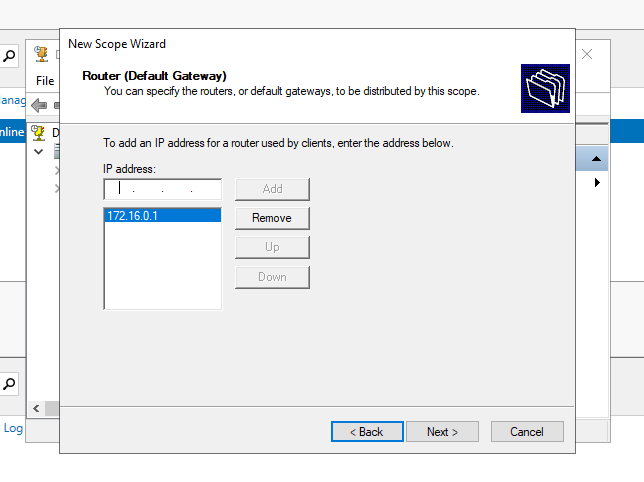 New Scope Wizard
Router (Default Gateway)
You can specify the routers, or default gateways, to be distributed by this scope.
File
To add an IP address for a router used by clients, enter the address below.
IP address:
. . .
Add
172.16.0.1
Remove
Up
Down
< Back
Next >
Cancel
Log